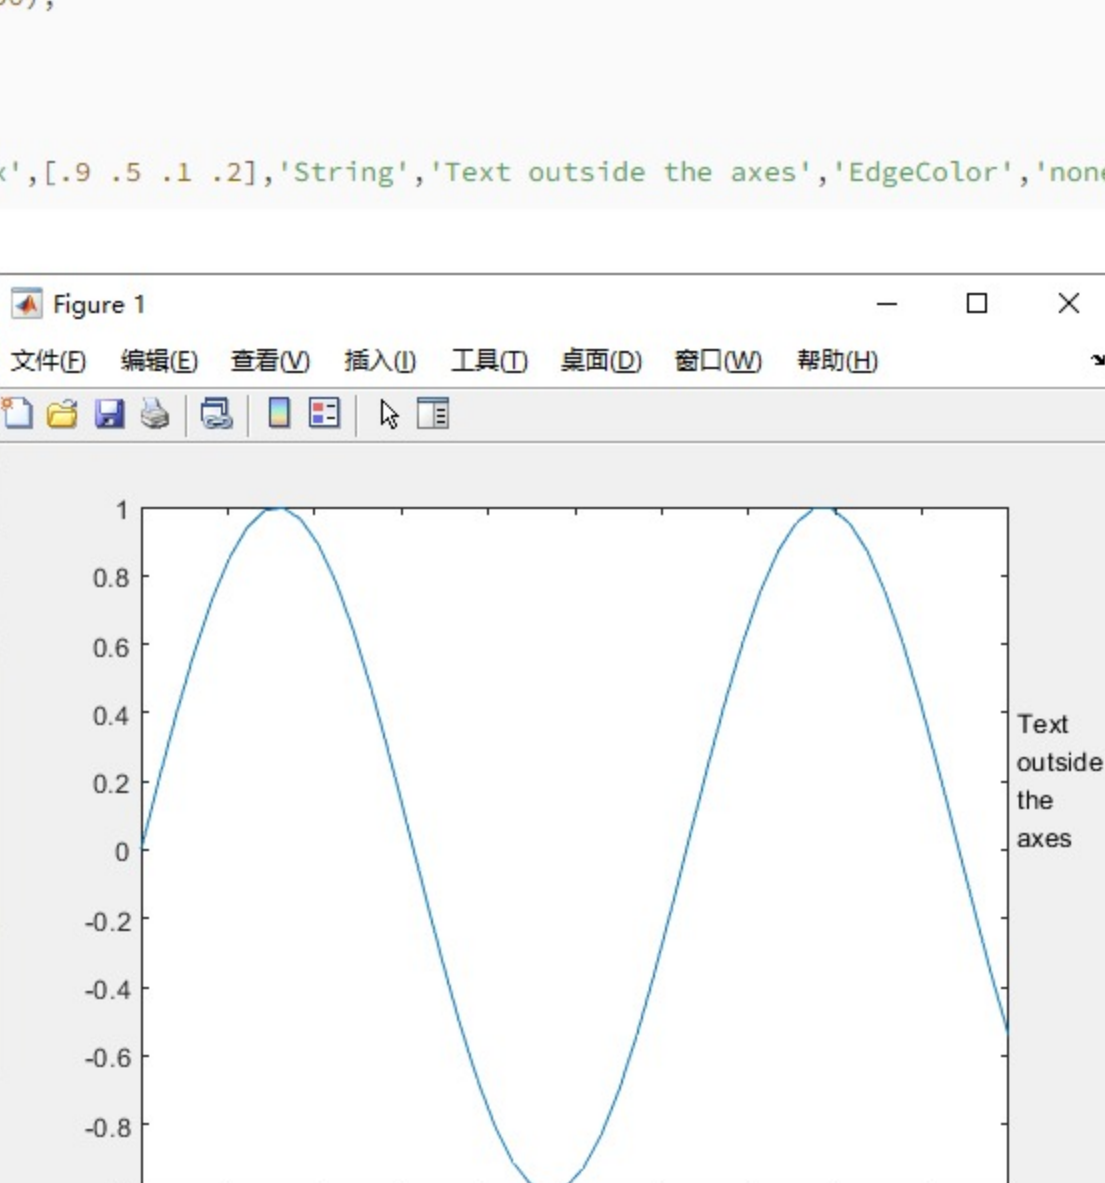 x',[.9 .5 .1 .2],'String','Text outside the axes','EdgeColor','none
Figure 1
文件(F) 编辑(E) 查看(V) 插入(I) 工具(T) 桌面(D) 窗口(W) 帮助(H)
1
0.8
0.6
0.4
Text
outside
the
axes
0.2
0
-0.2
-0.4
-0.6
-0.8